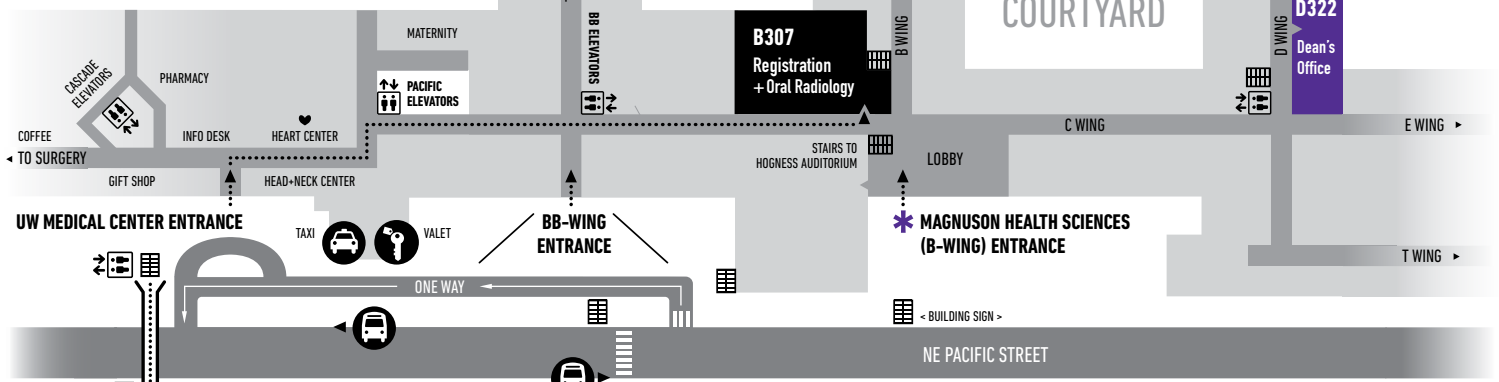 COURTYARD
D322
Dean's
Office
D WING
B WING
B307
Registration
+ Oral Radiology
BB ELEVATORS
MATERNITY
PACIFIC
ELEVATORS
CASCADE
ELEVATORS
PHARMACY
COFFEE
INFO DESK
HEART CENTER
TO SURGERY
GIFT SHOP
HEAD+NECK CENTER
STAIRS TO
HOGNESS AUDITORIUM
LOBBY
C WING
E WING
UW MEDICAL CENTER ENTRANCE
TAXI
VALET
BB-WING
ENTRANCE
MAGNUSON HEALTH SCIENCES
(B-WING) ENTRANCE
T WING
ONE WAY
< BUILDING SIGN >
NE PACIFIC STREET